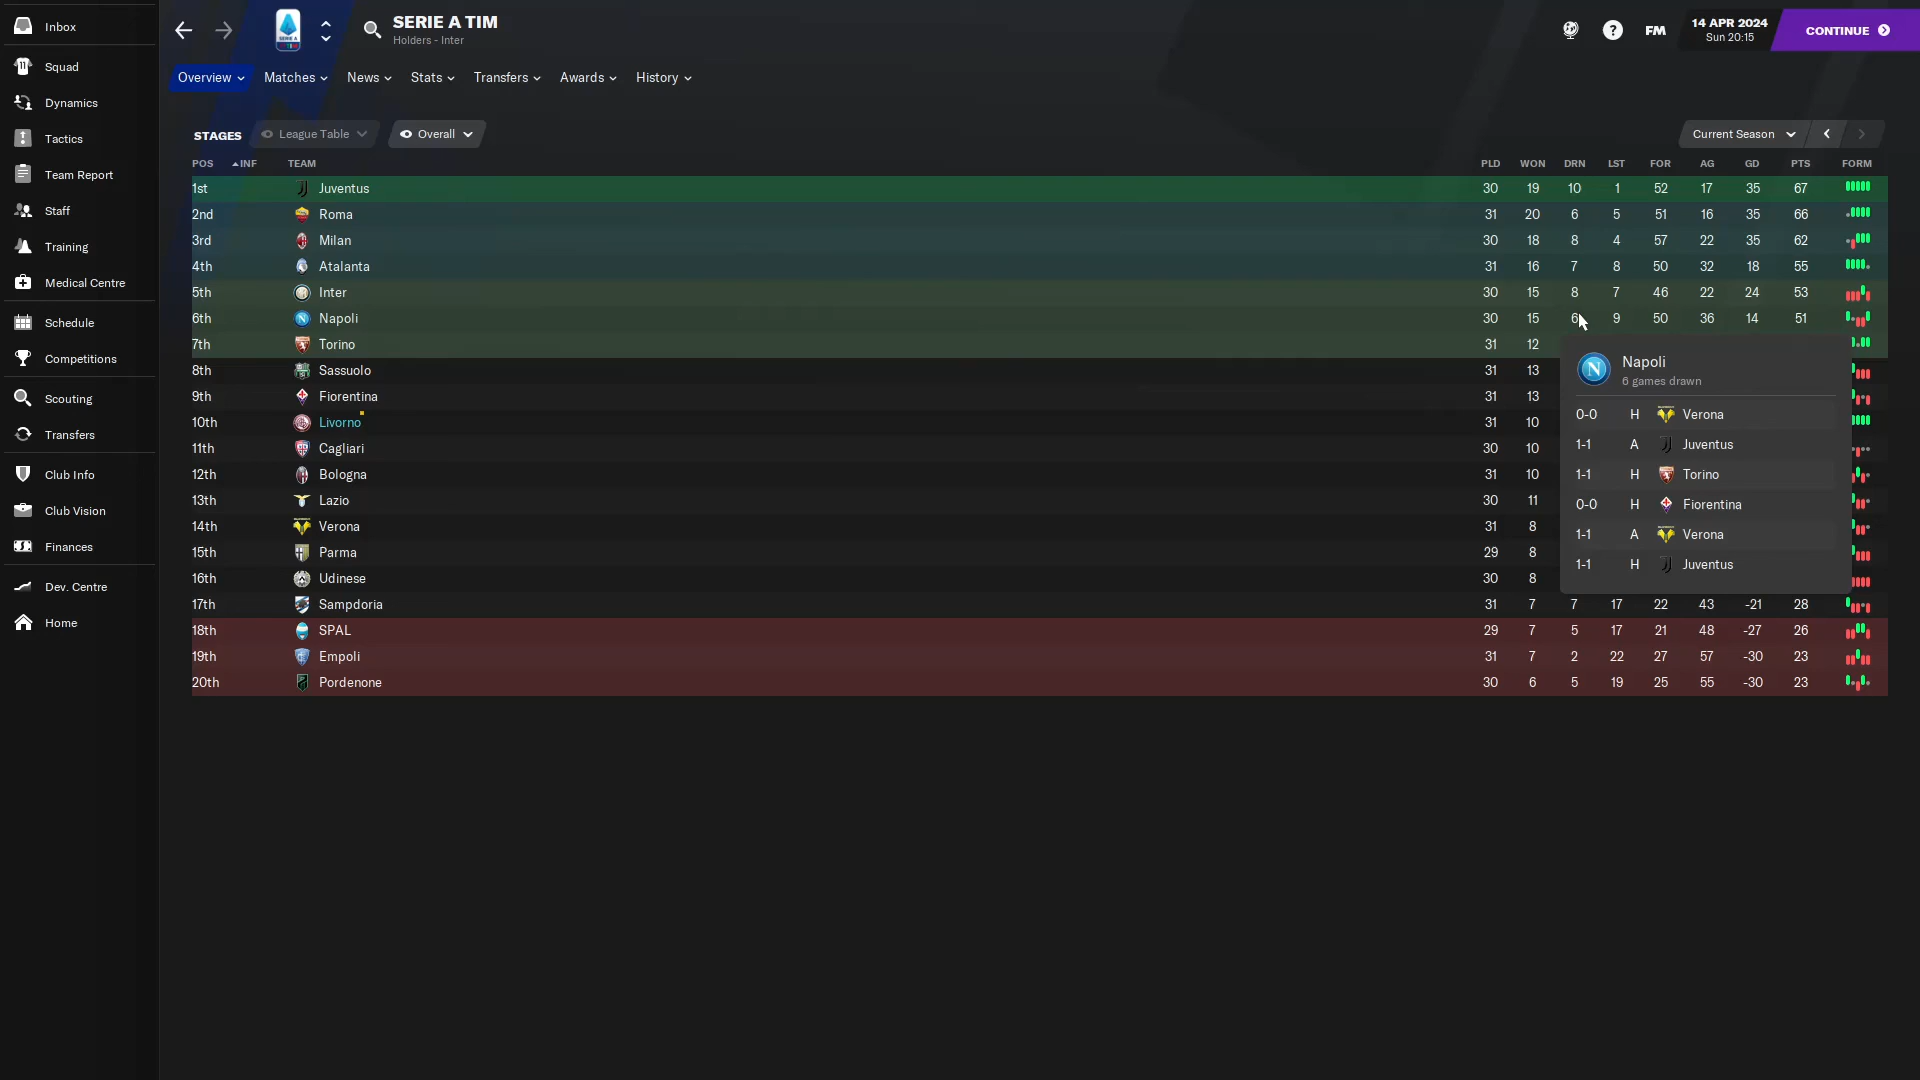 Inbox
Squad
Dynamics
Tactics
Team Report
Staff
Training
Medical Centre
Schedule
Competitions
Scouting
Transfers
Club Info
Club Vision
Finances
Dev. Centre
Home
SERIE A TIM
Holders - Inter
FM
14 APR 2024
Sun 20:15
CONTINUE
Overview Matches News Stats Transfers Awards History
STAGES League Table Overall Current Season
POS INF TEAM PLD WON DRN LST FOR AG GD PTS FORM
1st Juventus 30 19 10 1 52 17 35 67
2nd Roma 31 20 6 5 51 16 35 66
3rd Milan 30 18 8 4 57 22 35 62
4th Atalanta 31 16 7 8 50 32 18 55
5th Inter 30 15 8 7 46 22 24 53
6th Napoli 30 15 6 9 50 36 14 51
7th Torino 31 12
8th Sassuolo 31 13
9th Fiorentina 31 13
10th Livorno 31 10
11th Cagliari 30 10
12th Bologna 31 10
13th Lazio 30 11
14th Verona 31 8
15th Parma 29 8
16th Udinese 30 8
17th Sampdoria 31 7 7 17 22 43 -21 28
18th SPAL 29 7 5 17 21 48 -27 26
19th Empoli 31 7 2 22 27 57 -30 23
20th Pordenone 30 6 5 19 25 55 -30 23
Napoli
6 games drawn
0-0 H Verona
1-1 A Juventus
1-1 H Torino
0-0 H Fiorentina
1-1 A Verona
1-1 H Juventus